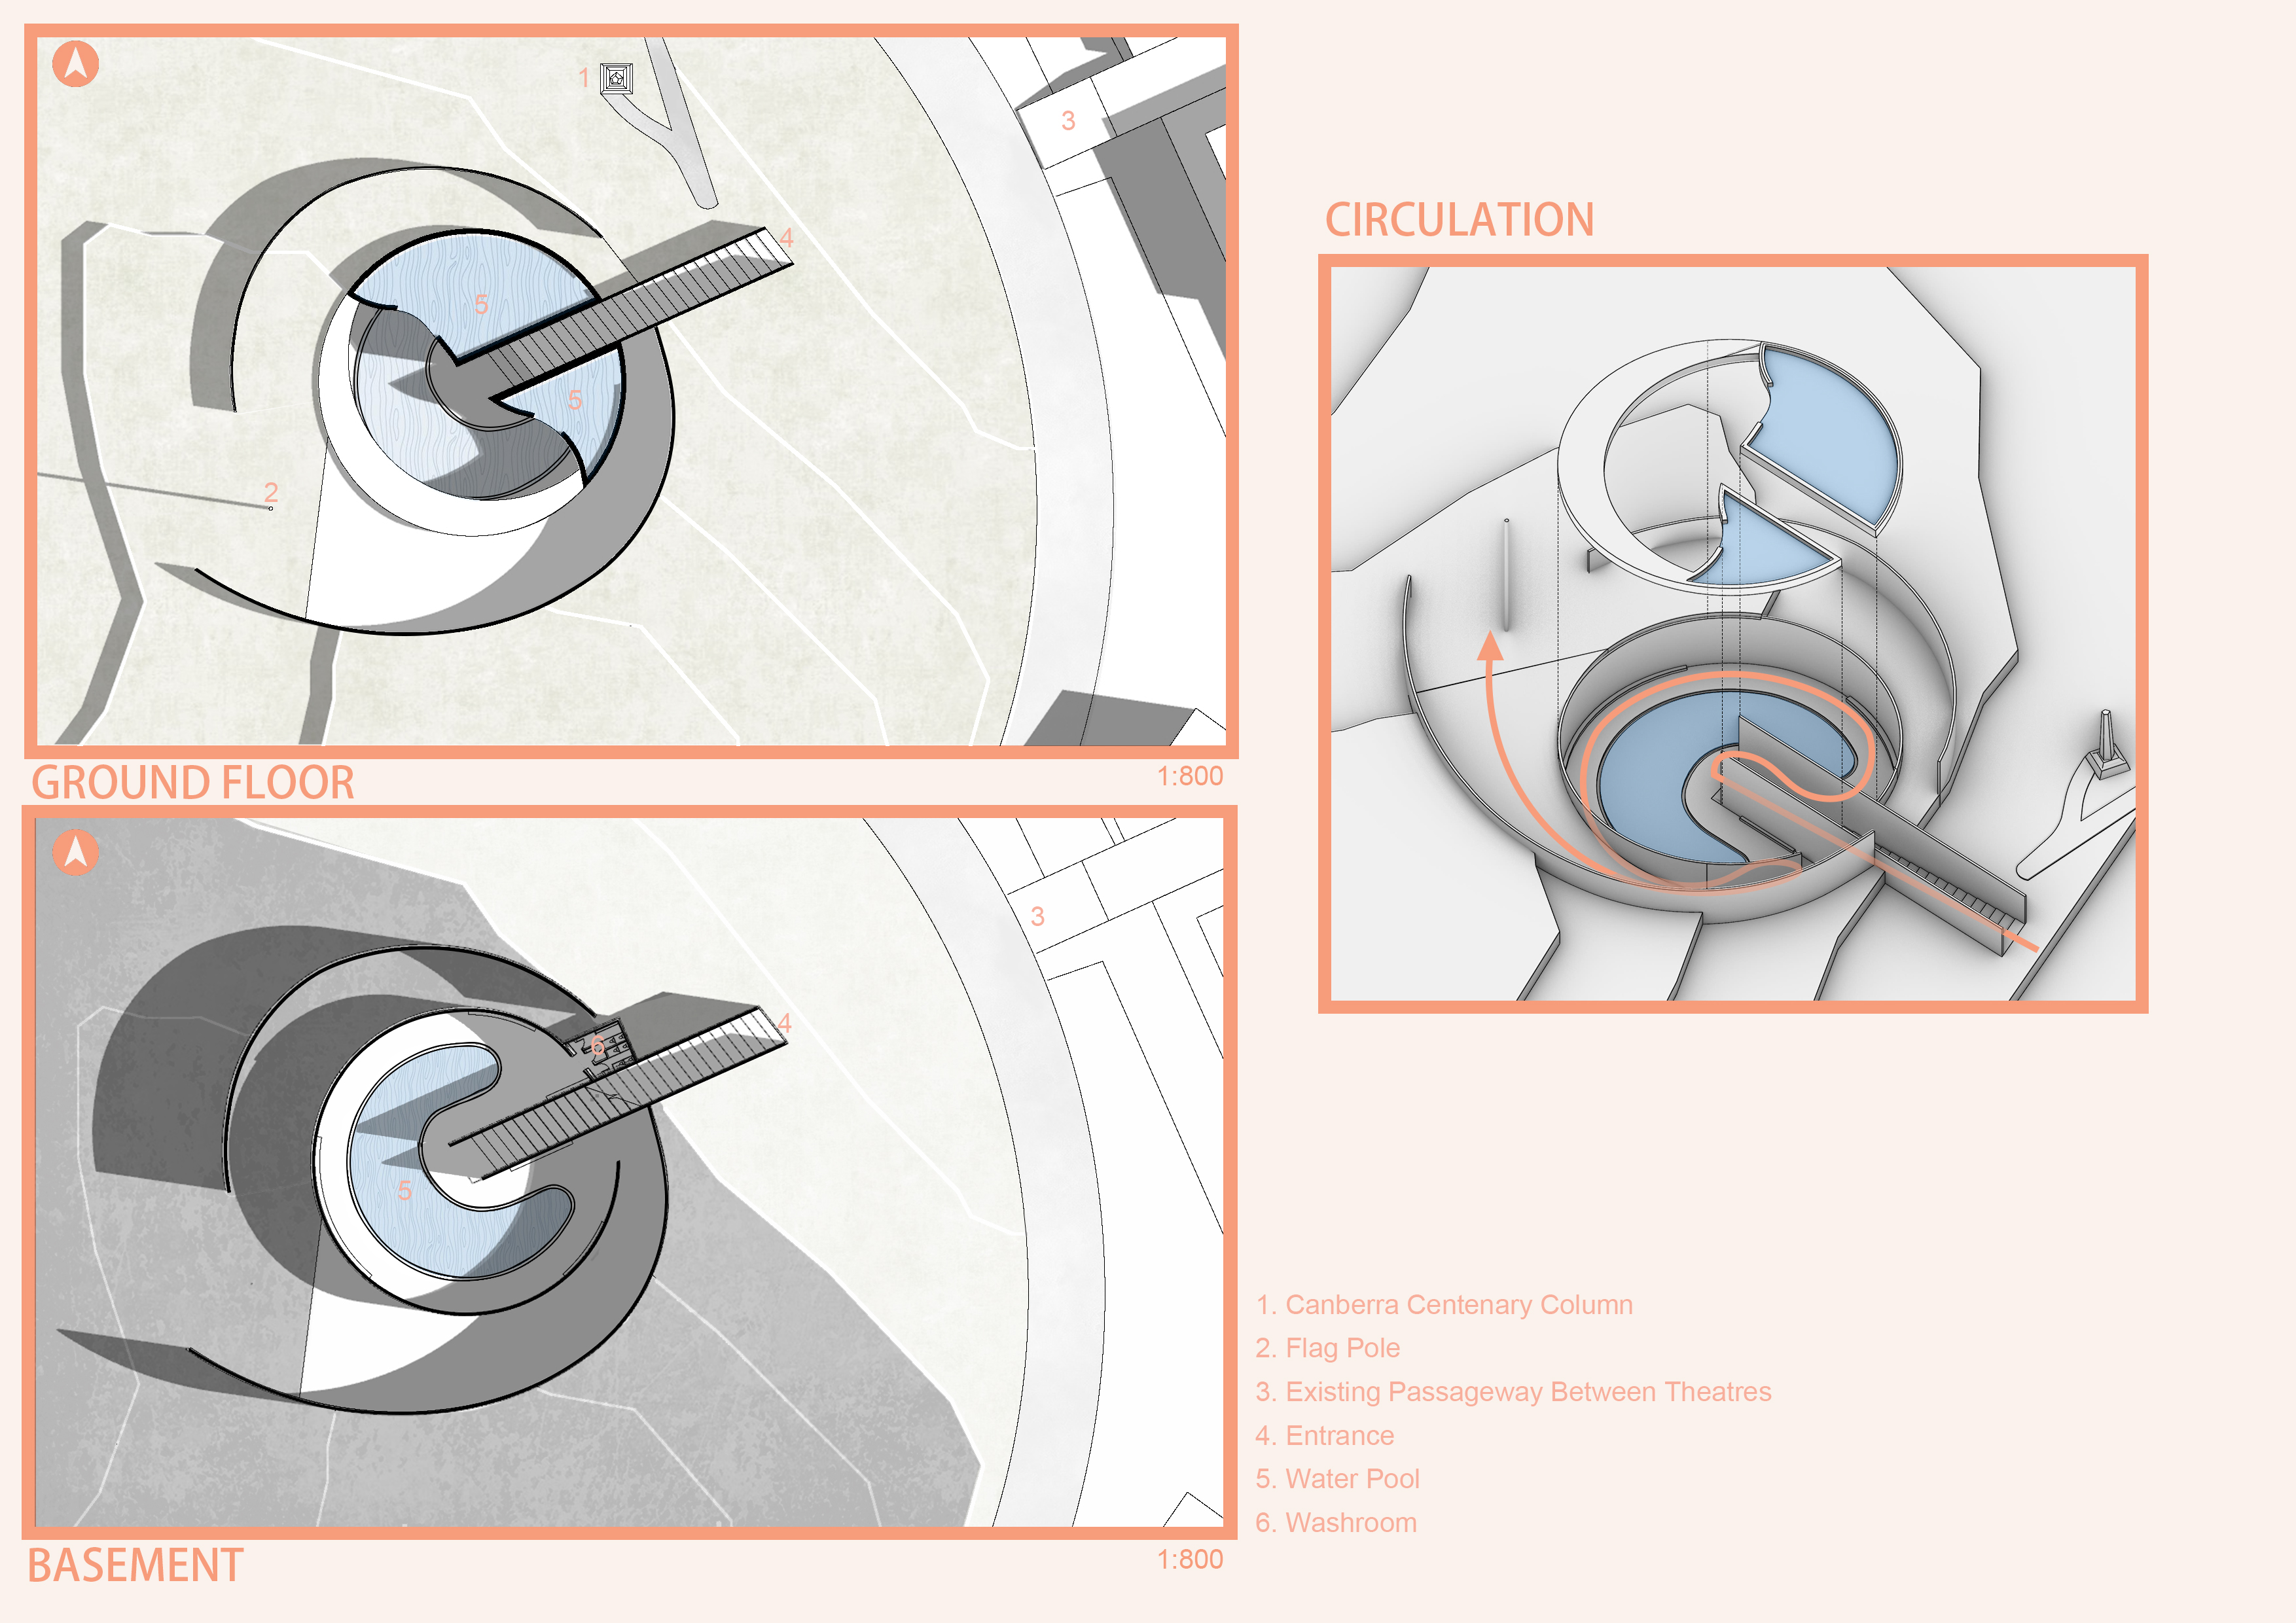 1
3
4
5
5
2
GROUND FLOOR
1:800
3
4
6
5
BASEMENT
1:800
CIRCULATION
1. Canberra Centenary Column
2. Flag Pole
3. Existing Passageway Between Theatres
4. Entrance
5. Water Pool
6. Washroom